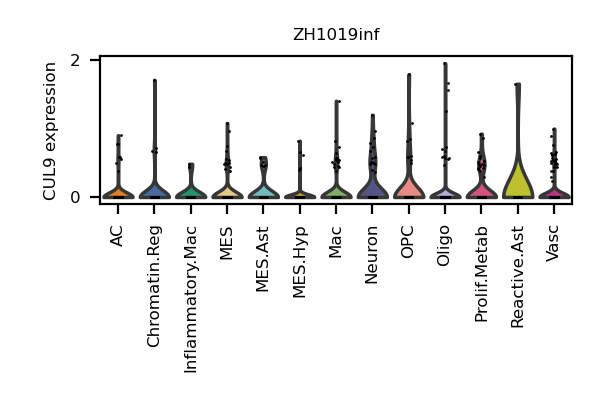 ZH1019inf
CUL9 expression
2
0
AC
Chromatin.Reg
Inflammatory.Mac
MES
MES.Ast
MES.Hyp
Mac
Neuron
OPC
Oligo
Prolif.Metab
Reactive.Ast
Vasc